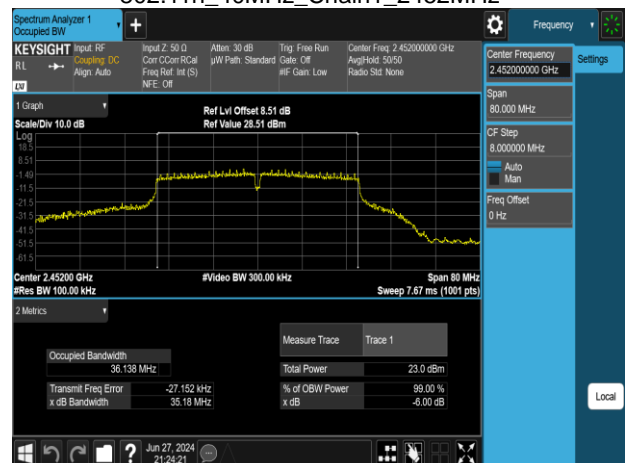 Spectrum Analyzer 1
Occupied BW
Frequency
KEYSIGHT
Input: RF
Coupling: DC
Align: Auto
RL
LXI
Input Z: 50 Ω
Corr CCorr RCal
Freq Ref: Int (S)
NFE: Off
Atten: 30 dB
µW Path: Standard
Trig: Free Run
Gate: Off
#IF Gain: Low
Center Freq: 2.452000000 GHz
Avg|Hold: 50/50
Radio Std: None
Center Frequency
2.452000000 GHz
Settings
Span
80.000 MHz
CF Step
8.000000 MHz
Auto
Man
Freq Offset
0 Hz
1 Graph
Scale/Div 10.0 dB
Ref Lvl Offset 8.51 dB
Ref Value 28.51 dBm
Log
18.5
8.51
-1.49
-11.5
-21.5
-31.5
-41.5
-51.5
-61.5
Center 2.45200 GHz
#Res BW 100.00 kHz
#Video BW 300.00 kHz
Span 80 MHz
Sweep 7.67 ms (1001 pts)
2 Metrics
Measure Trace
Trace 1
Occupied Bandwidth
36.138 MHz
Total Power
23.0 dBm
Transmit Freq Error
-27.152 kHz
% of OBW Power
99.00 %
x dB Bandwidth
35.18 MHz
x dB
-6.00 dB
Local
?
Jun 27, 2024
21:24:21